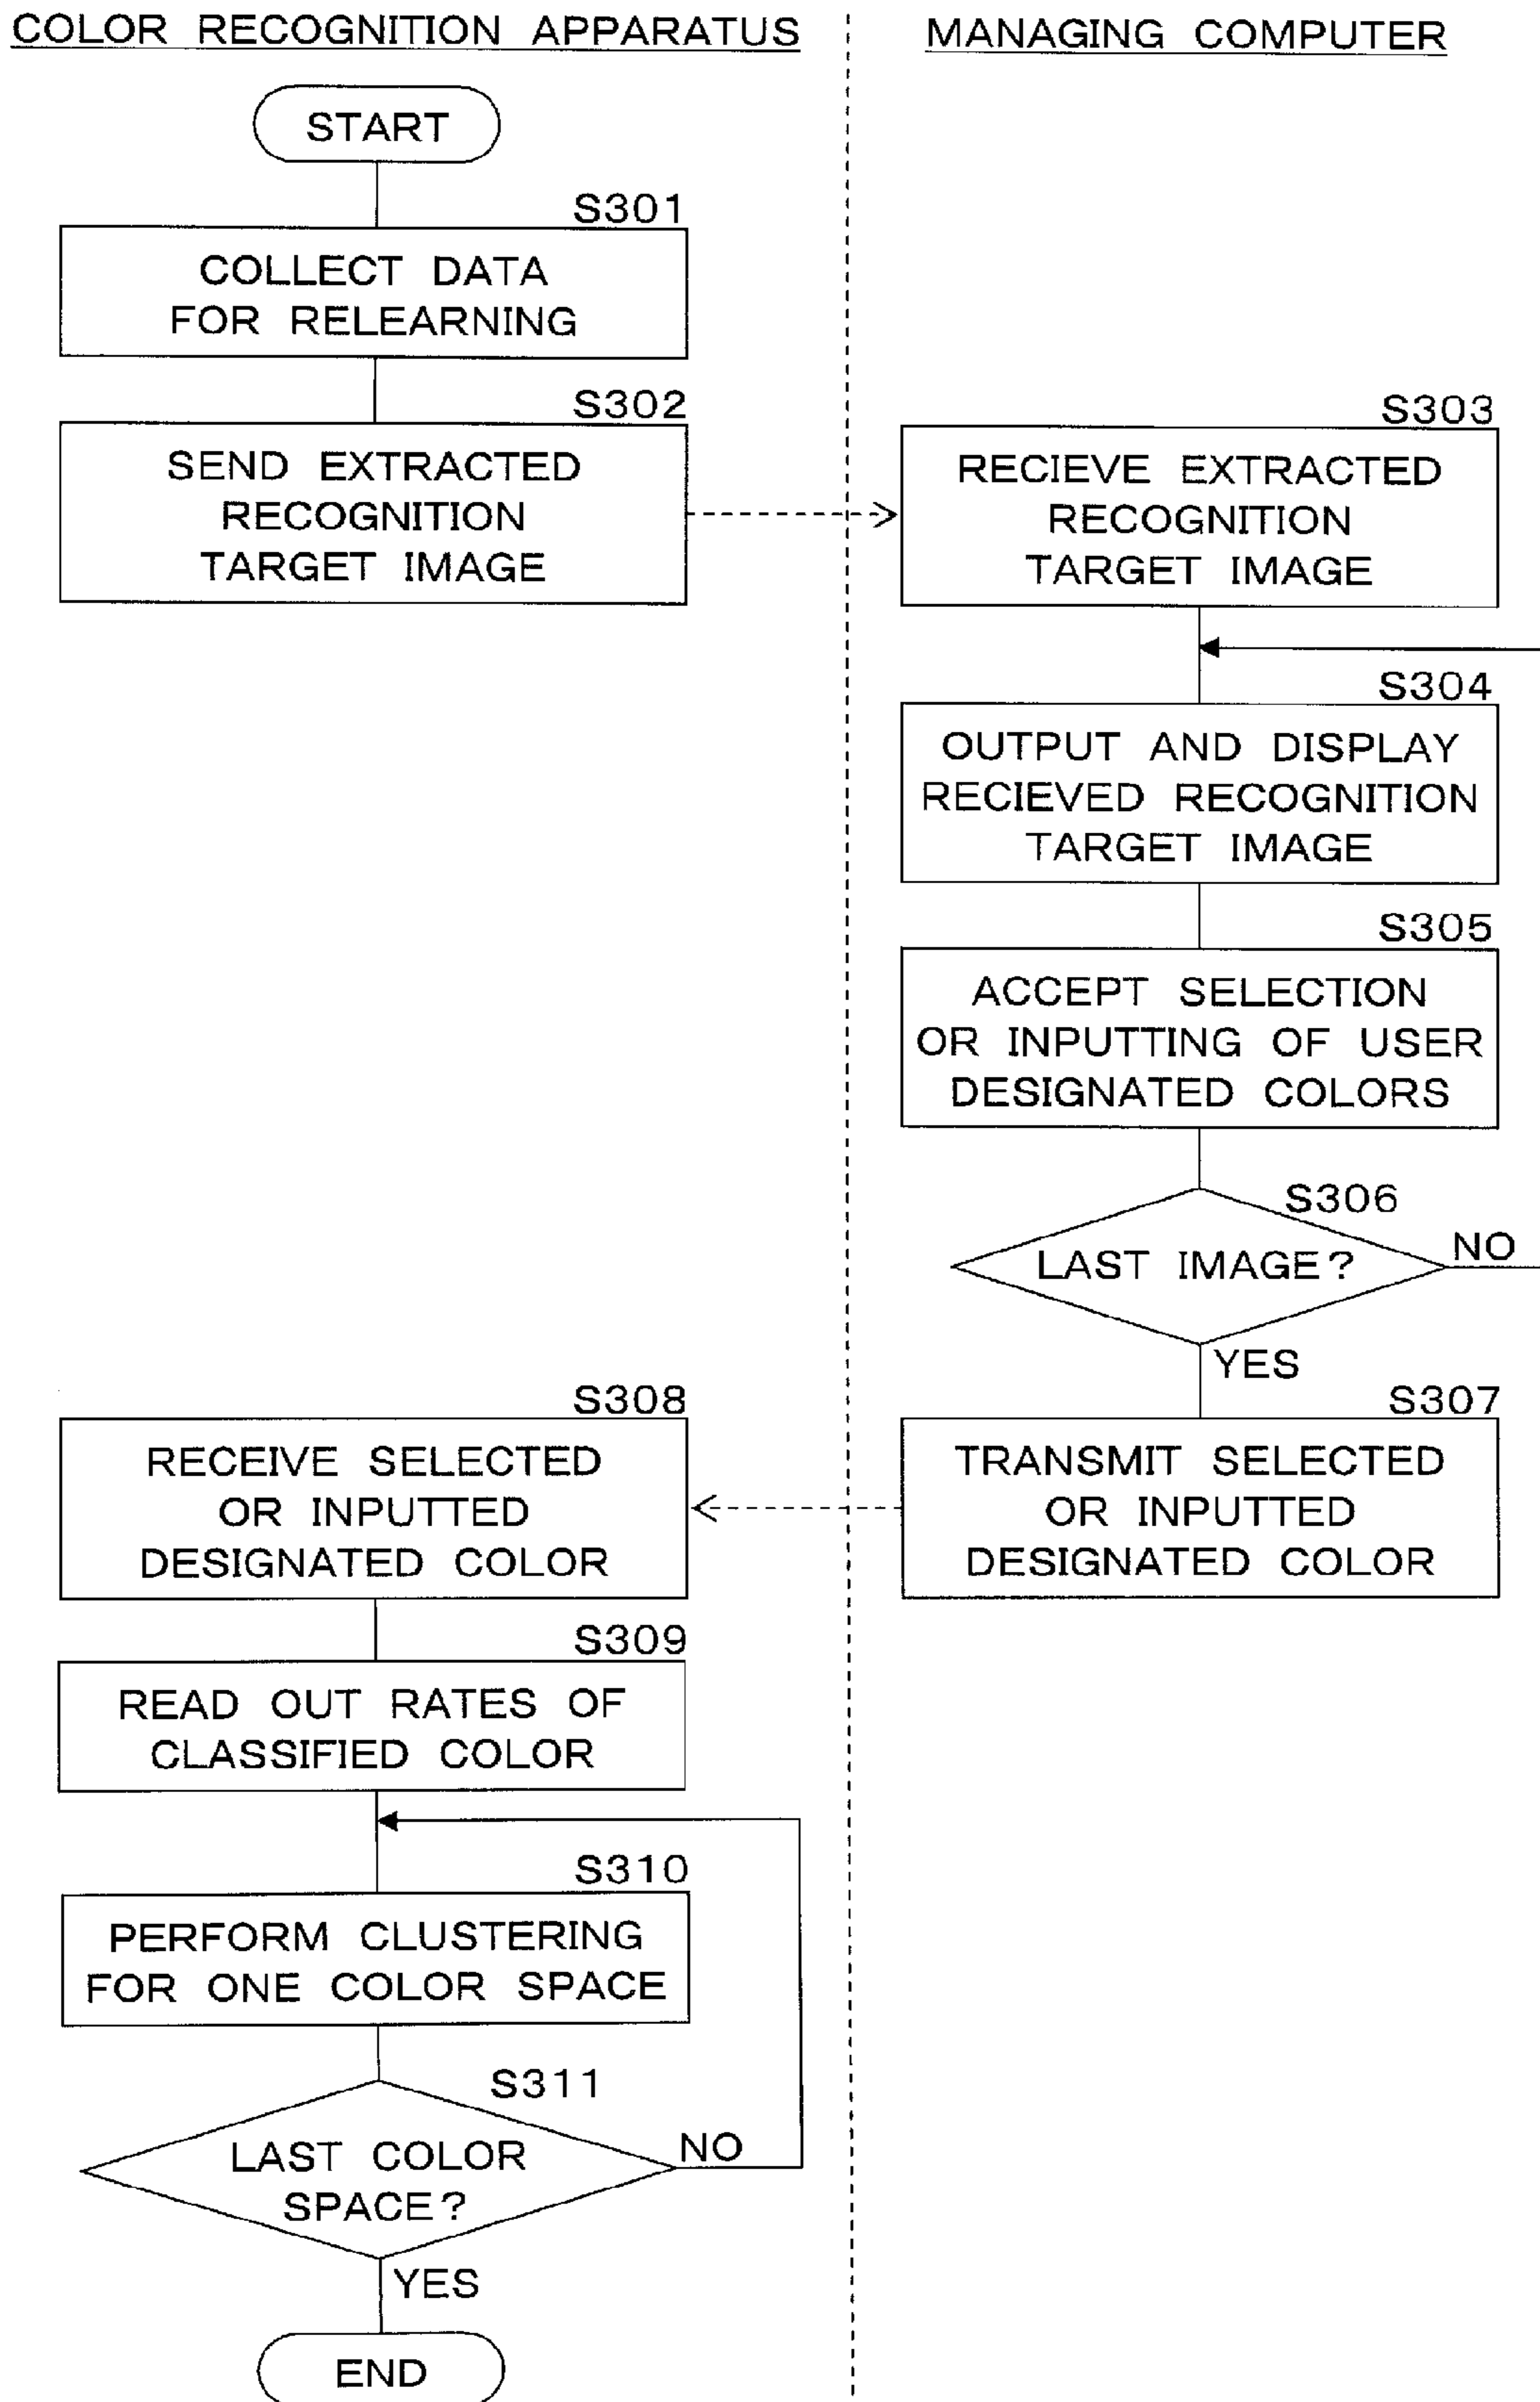 COLOR RECOGNITION APPARATUS
MANAGING COMPUTER
START
S301
COLLECT DATA
FOR RELEARNING
S302
SEND EXTRACTED
RECOGNITION
TARGET IMAGE
S303
RECIEVE EXTRACTED
RECOGNITION
TARGET IMAGE
S304
OUTPUT AND DISPLAY
RECIEVED RECOGNITION
TARGET IMAGE
S305
ACCEPT SELECTION
OR INPUTTING OF USER
DESIGNATED COLORS
S306
LAST IMAGE?
NO
YES
S307
TRANSMIT SELECTED
OR INPUTTED
DESIGNATED COLOR
S308
RECEIVE SELECTED
OR INPUTTED
DESIGNATED COLOR
S309
READ OUT RATES OF
CLASSIFIED COLOR
S310
PERFORM CLUSTERING
FOR ONE COLOR SPACE
S311
LAST COLOR
SPACE?
NO
YES
END